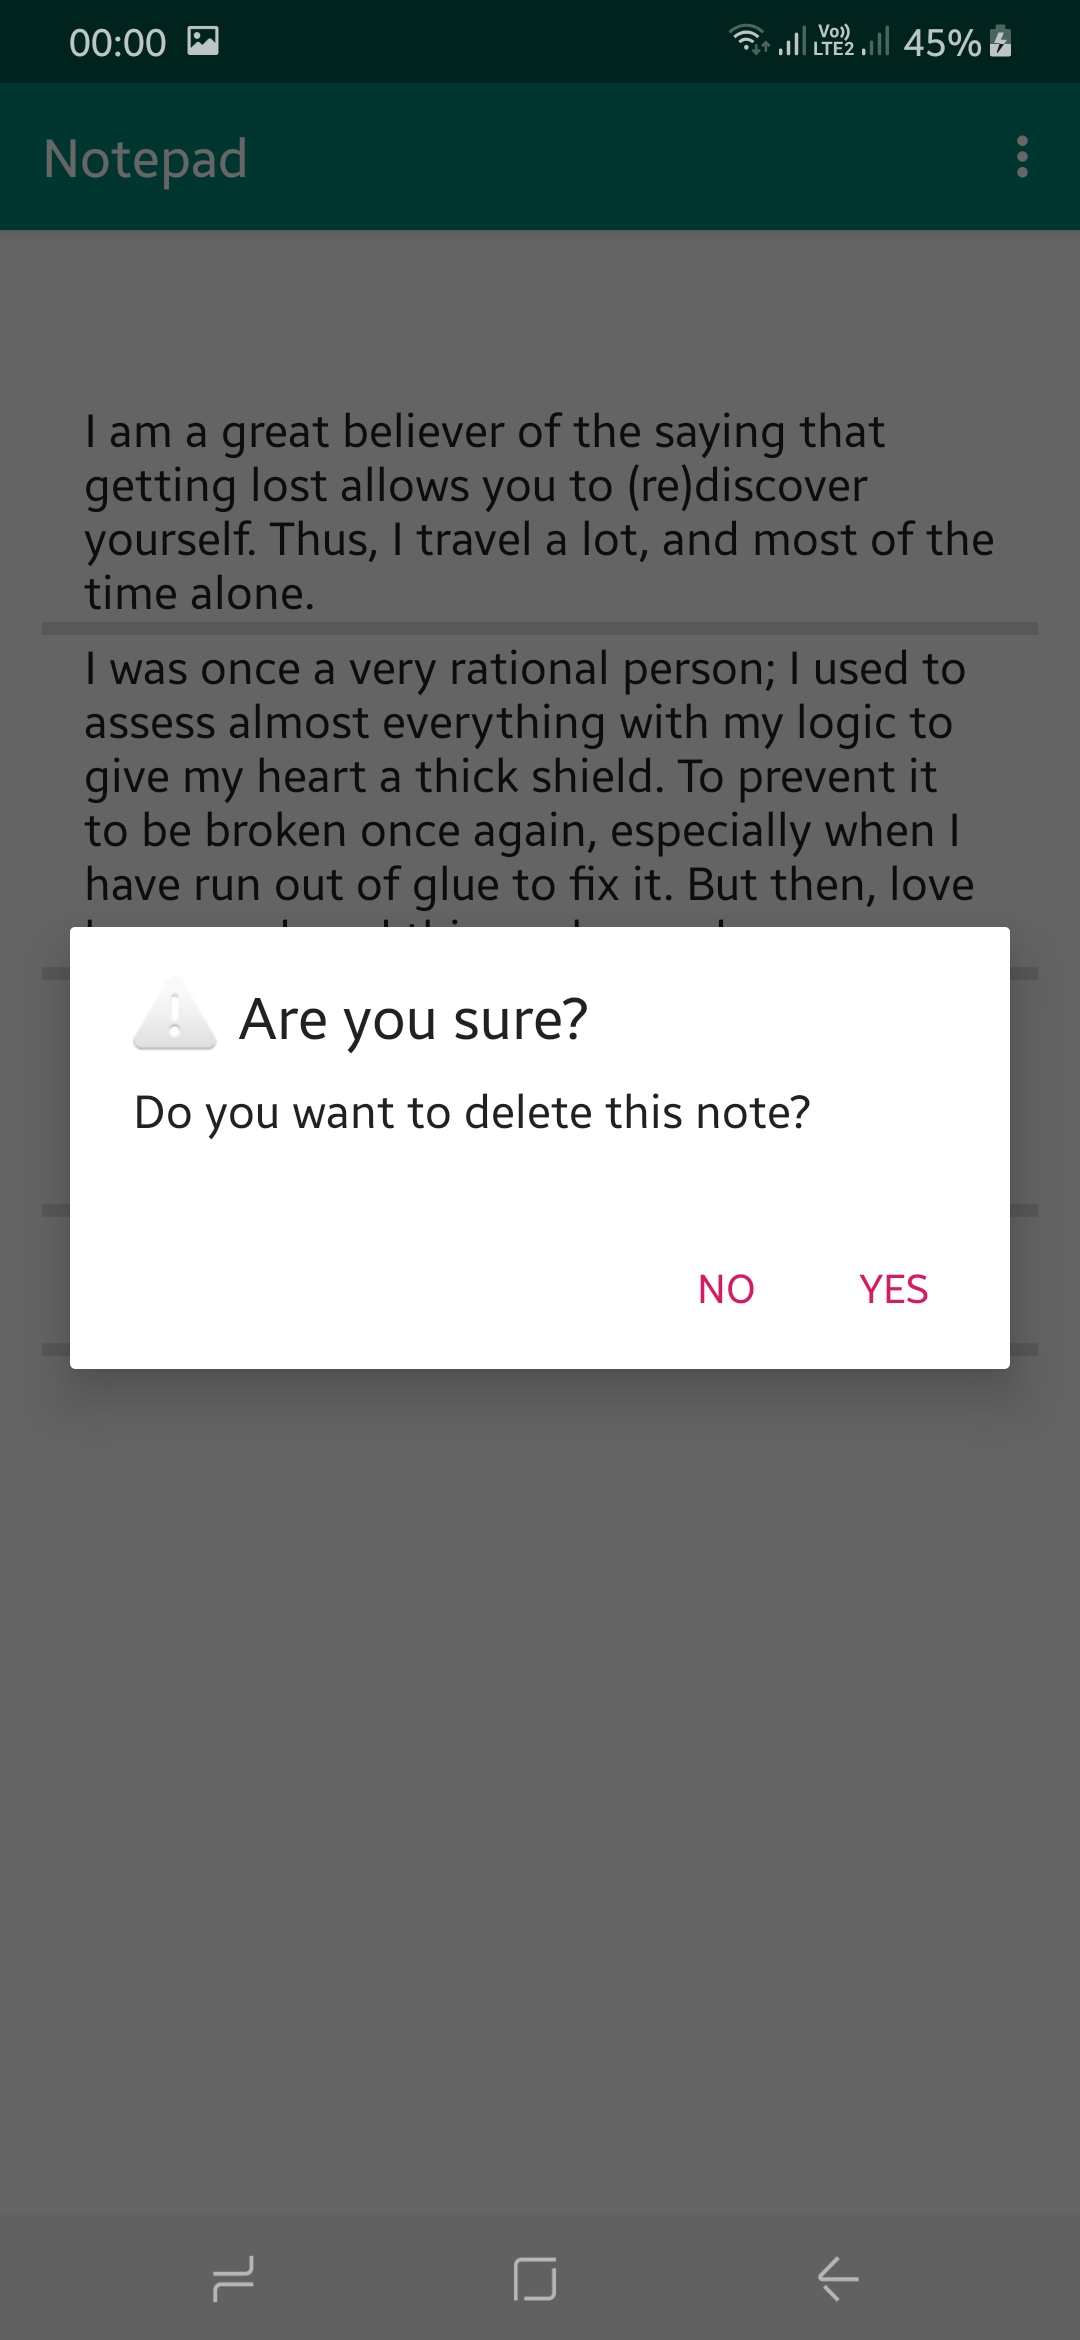 00:00
Vo)) LTE2 45%
Notepad
I am a great believer of the saying that
getting lost allows you to (re)discover
yourself. Thus, I travel a lot, and most of the
time alone.
I was once a very rational person; I used to
assess almost everything with my logic to
give my heart a thick shield. To prevent it
to be broken once again, especially when I
have run out of glue to fix it. But then, love
Are you sure?
Do you want to delete this note?
NO
YES